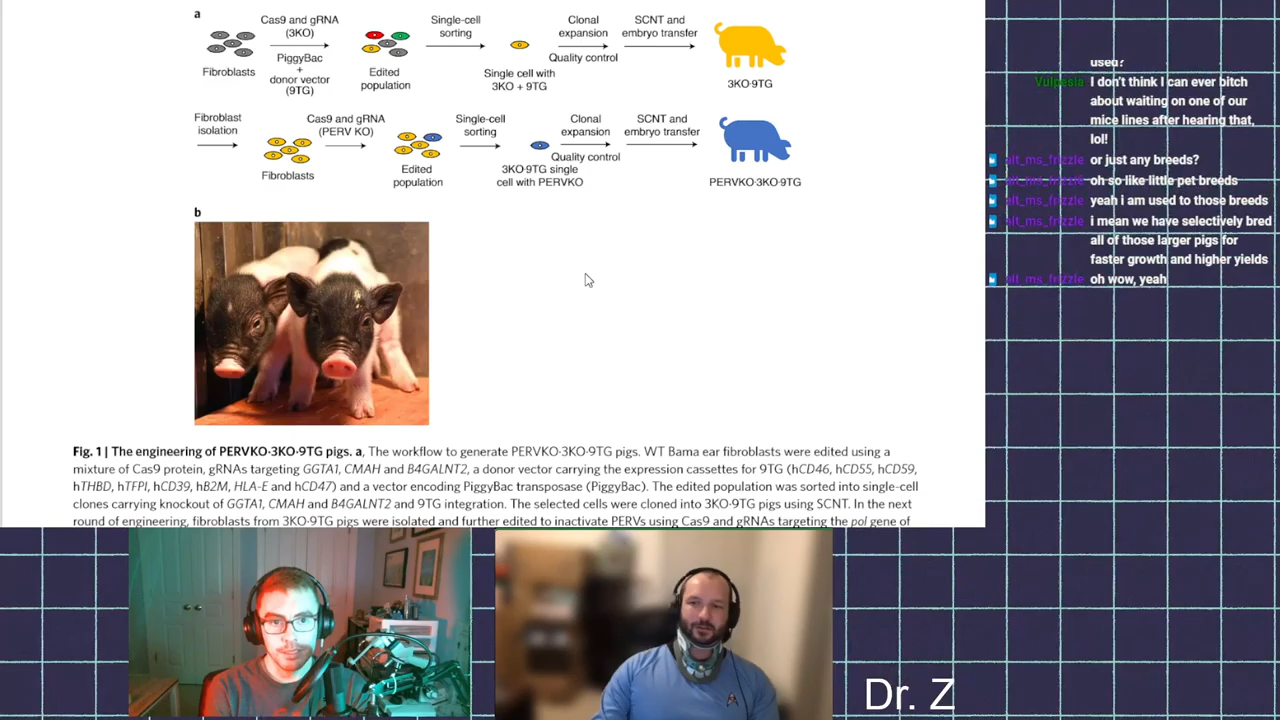 a
Cas9 and gRNA
(3KO)
PiggyBac
+
donor vector
(9TG)
Single-cell
sorting
Clonal
expansion
Quality control
SCNT and
embryo transfer
Fibroblasts
Edited
population
Single cell with
3KO + 9TG
3KO·9TG
Fibroblast
isolation
Cas9 and gRNA
(PERV KO)
Single-cell
sorting
Clonal
expansion
Quality control
SCNT and
embryo transfer
Fibroblasts
Edited
population
3KO·9TG single
cell with PERVKO
PERVKO·3KO·9TG
b
Fig. 1 | The engineering of PERVKO·3KO·9TG pigs. a, The workflow to generate PERVKO·3KO·9TG pigs. WT Bama ear fibroblasts were edited using a
mixture of Cas9 protein, gRNAs targeting GGTA1, CMAH and B4GALNT2, a donor vector carrying the expression cassettes for 9TG (hCD46, hCD55, hCD59,
hTHBD, hTFPI, hCD39, hB2M, HLA-E and hCD47) and a vector encoding PiggyBac transposase (PiggyBac). The edited population was sorted into single-cell
clones carrying knockout of GGTA1, CMAH and B4GALNT2 and 9TG integration. The selected cells were cloned into 3KO·9TG pigs using SCNT. In the next
round of engineering, fibroblasts from 3KO·9TG pigs were isolated and further edited to inactivate PERVs using Cas9 and gRNAs targeting the pol gene of
used?
Vulpesia I don't think I can ever bitch
about waiting on one of our
mice lines after hearing that,
lol!
alt_ms_frizzle or just any breeds?
alt_ms_frizzle oh so like little pet breeds
alt_ms_frizzle yeah i am used to those breeds
alt_ms_frizzle i mean we have selectively bred
all of those larger pigs for
faster growth and higher yields
alt_ms_frizzle oh wow, yeah
Dr. Z